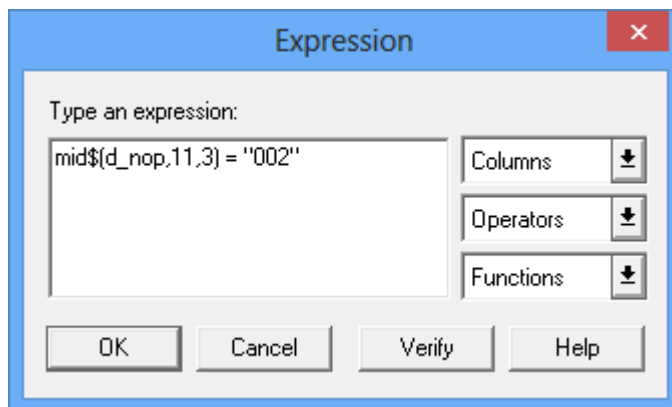 Expression
Type an expression:
mid$(d_nop,11,3) = "002"
Columns
Operators
Functions
OK Cancel Verify Help